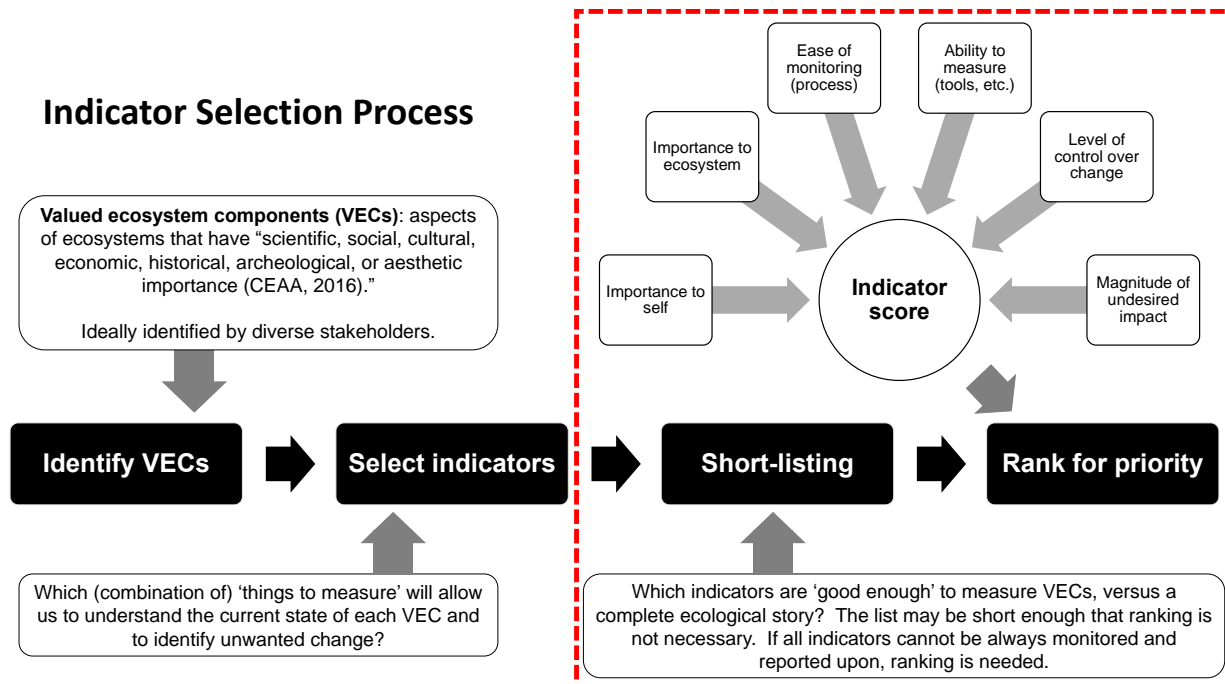 Indicator Selection Process
Valued ecosystem components (VECs): aspects
of ecosystems that have “scientific, social, cultural,
economic, historical, archeological, or aesthetic
importance (CEAA, 2016).”
Ideally identified by diverse stakeholders.
Importance to
self
Importance to
ecosystem
Ease of
monitoring
(process)
Ability to
measure
(tools, etc.)
Level of
control over
change
Magnitude of
undesired
impact
Indicator
score
Identify VECs
Select indicators
Short-listing
Rank for priority
Which (combination of) ‘things to measure’ will allow
us to understand the current state of each VEC and
to identify unwanted change?
Which indicators are ‘good enough’ to measure VECs, versus a
complete ecological story?  The list may be short enough that ranking is
not necessary.  If all indicators cannot be always monitored and
reported upon, ranking is needed.